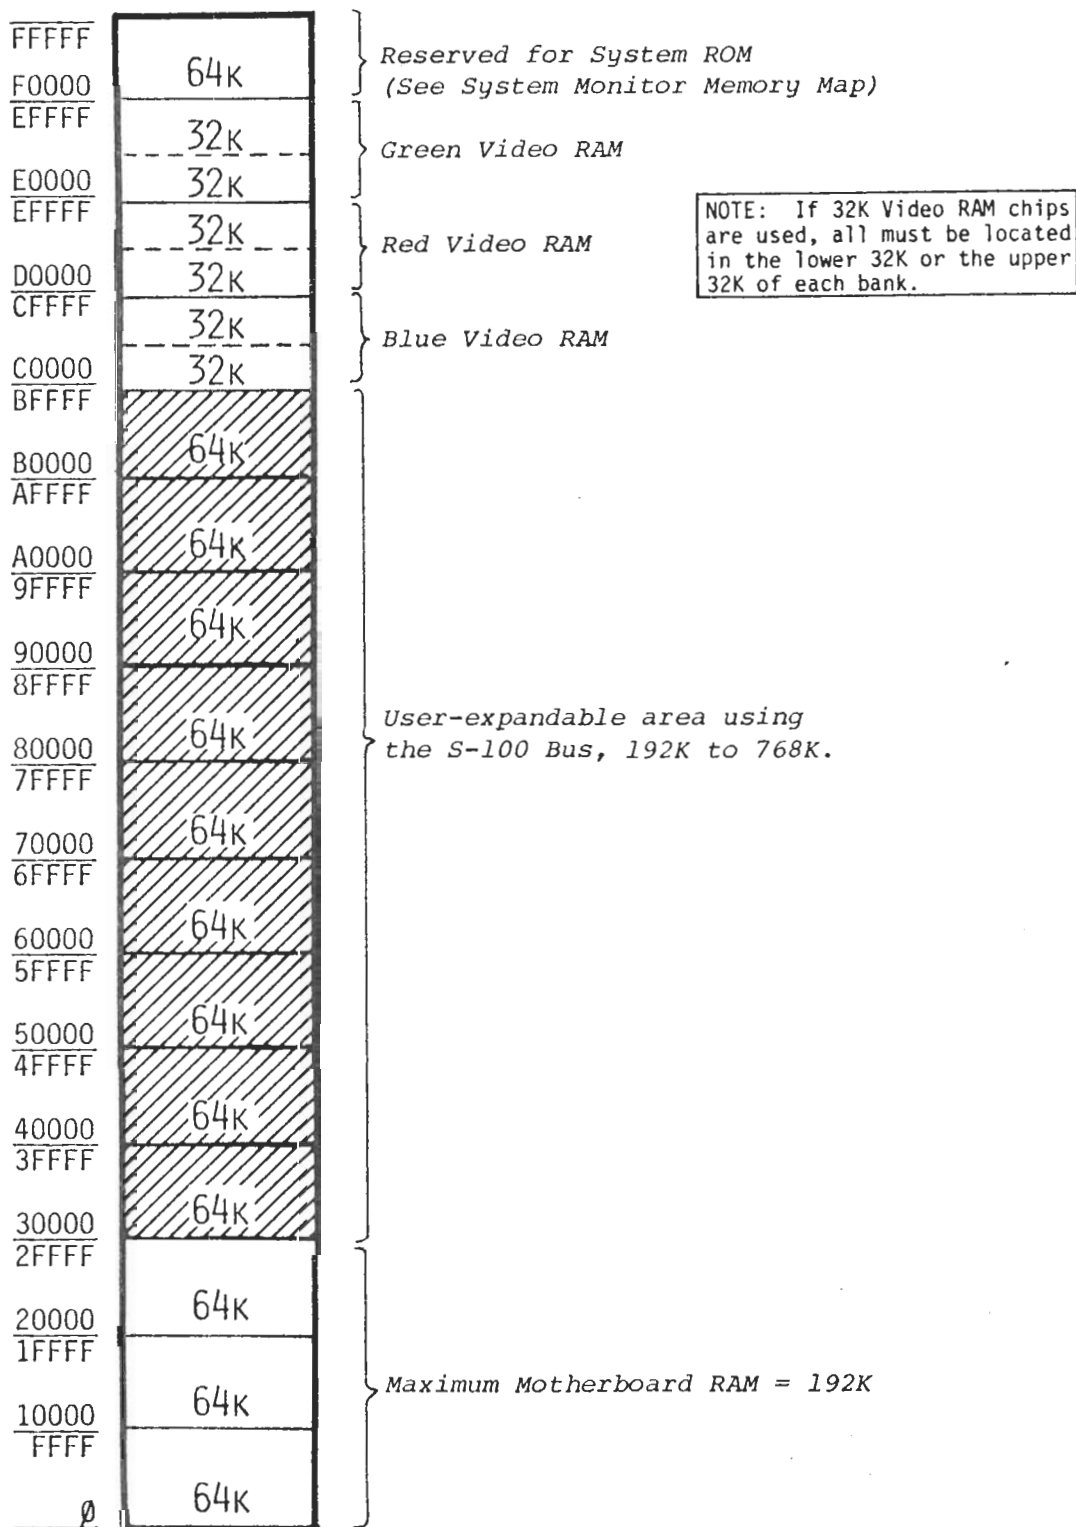 FFFFF
64K
Reserved for System ROM
(See System Monitor Memory Map)
F0000
EFFFF
32K
Green Video RAM
32K
E0000
EFFFF
32K
Red Video RAM
32K
D0000
CFFFF
32K
Blue Video RAM
32K
C0000
BFFFF
NOTE: If 32K Video RAM chips
are used, all must be located
in the lower 32K or the upper
32K of each bank.
64K
B0000
AFFFF
64K
A0000
9FFFF
64K
90000
8FFFF
64K
User-expandable area using
the S-100 Bus, 192K to 768K.
80000
7FFFF
64K
70000
6FFFF
64K
60000
5FFFF
64K
50000
4FFFF
64K
40000
3FFFF
64K
30000
2FFFF
64K
20000
1FFFF
Maximum Motherboard RAM = 192K
64K
10000
FFFF
64K
Ø